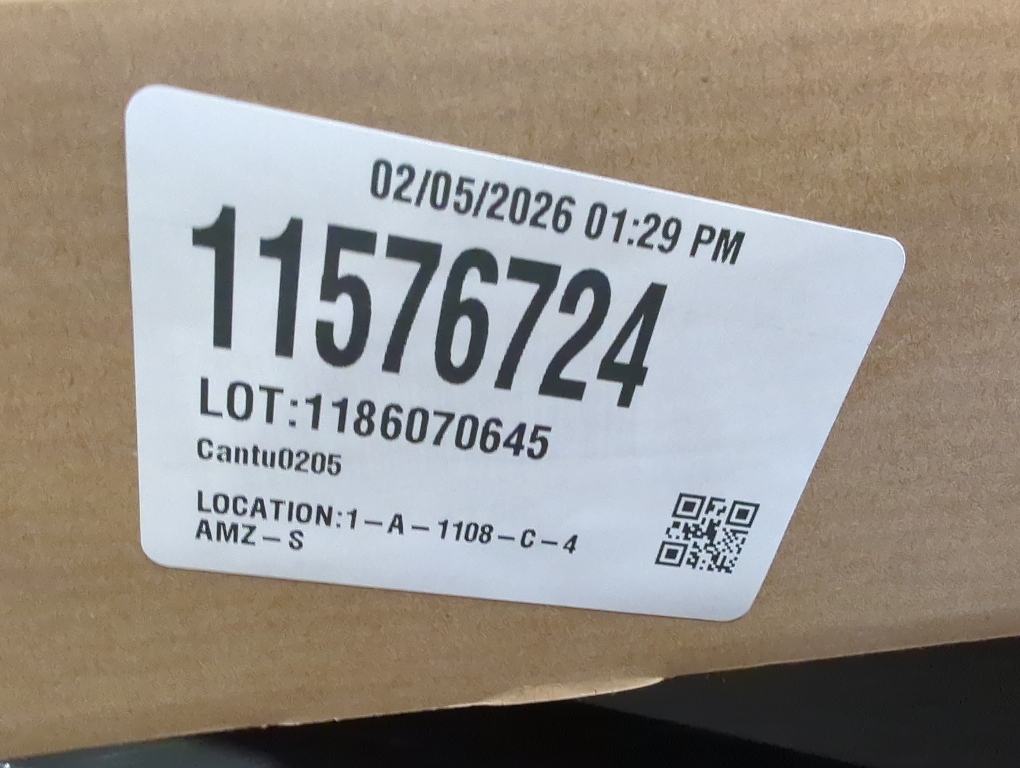 02/05/2026 01:29 PM
11576724
LOT:1186070645
Cantu0205
LOCATION:1-A-1108-C-4
AMZ-S